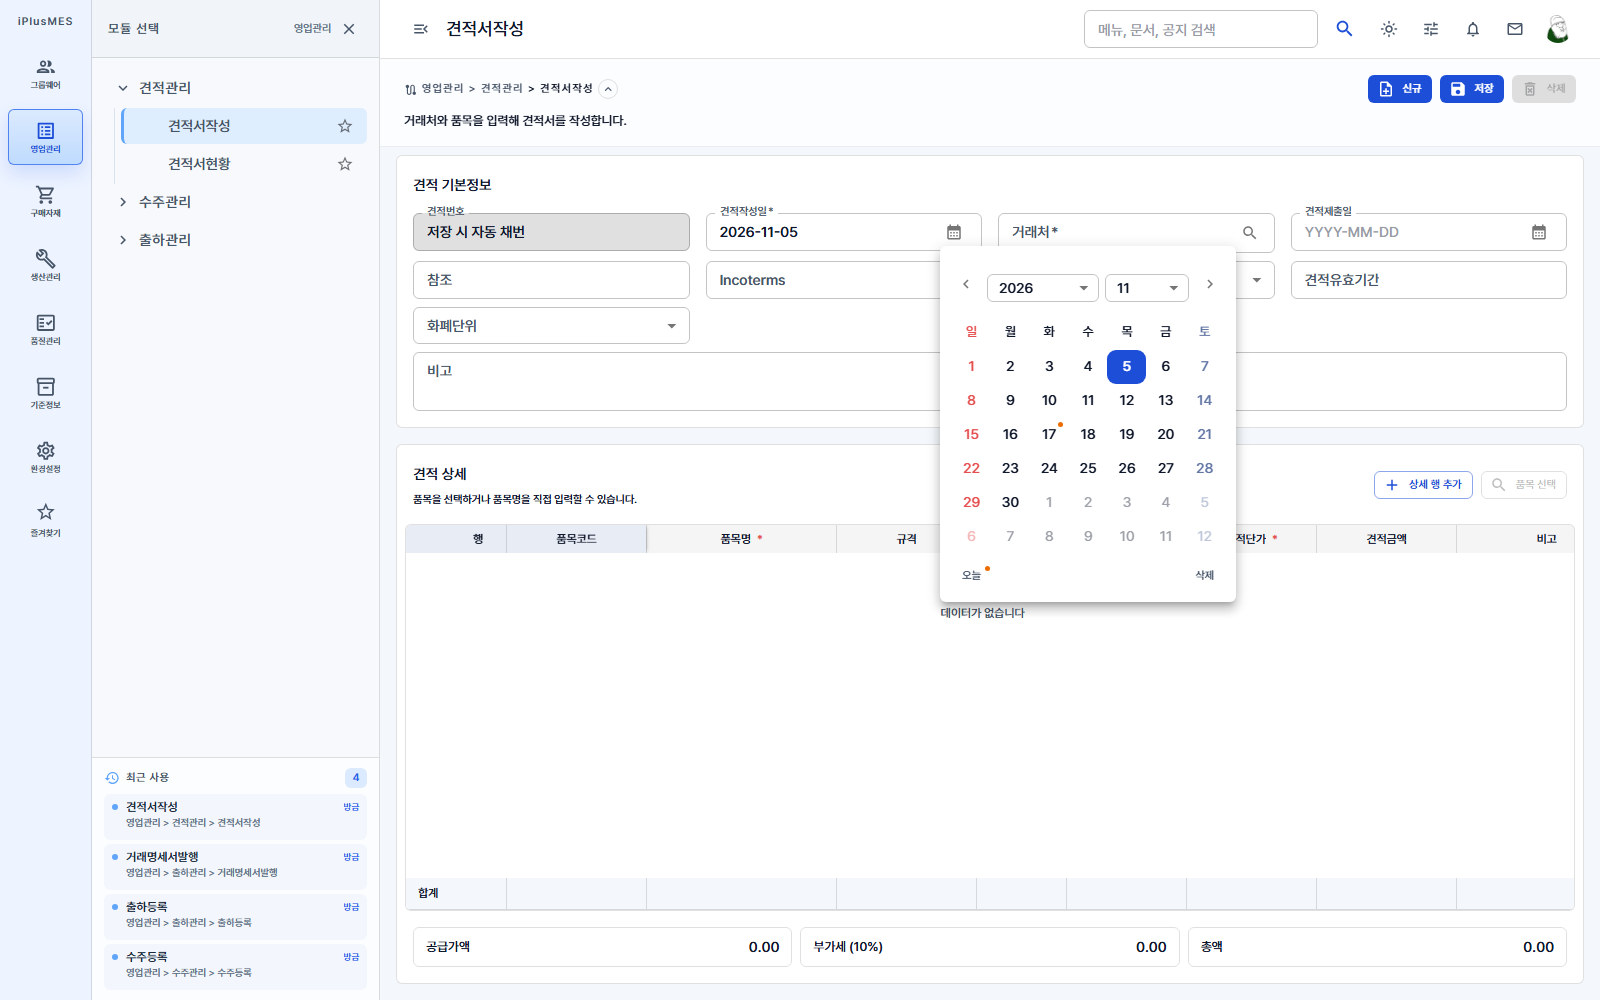 iPlusMES
그룹웨어
영업관리
구매자재
생산관리
품질관리
기준정보
환경설정
즐겨찾기
모듈 선택
영업관리
견적관리
견적서작성
견적서현황
수주관리
출하관리
최근 사용
4
견적서작성
방금
영업관리 > 견적관리 > 견적서작성
거래명세서발행
방금
영업관리 > 출하관리 > 거래명세서발행
출하등록
방금
영업관리 > 출하관리 > 출하등록
수주등록
방금
영업관리 > 수주관리 > 수주등록
견적서작성
메뉴, 문서, 공지 검색
영업관리 > 견적관리 > 견적서작성
신규
저장
삭제
거래처와 품목을 입력해 견적서를 작성합니다.
견적 기본정보
견적번호
저장 시 자동 채번
견적작성일*
2026-11-05
거래처*
견적제출일
YYYY-MM-DD
참조
Incoterms
견적유효기간
화폐단위
비고
2026
11
일 월 화 수 목 금 토
1 2 3 4 5 6 7
8 9 10 11 12 13 14
15 16 17 18 19 20 21
22 23 24 25 26 27 28
29 30 1 2 3 4 5
6 7 8 9 10 11 12
오늘
삭제
견적 상세
품목을 선택하거나 품목명을 직접 입력할 수 있습니다.
상세 행 추가
품목 선택
행 품목코드 품목명 * 규격 적단가 * 견적금액 비고
데이터가 없습니다
합계
공급가액 0.00
부가세 (10%) 0.00
총액 0.00